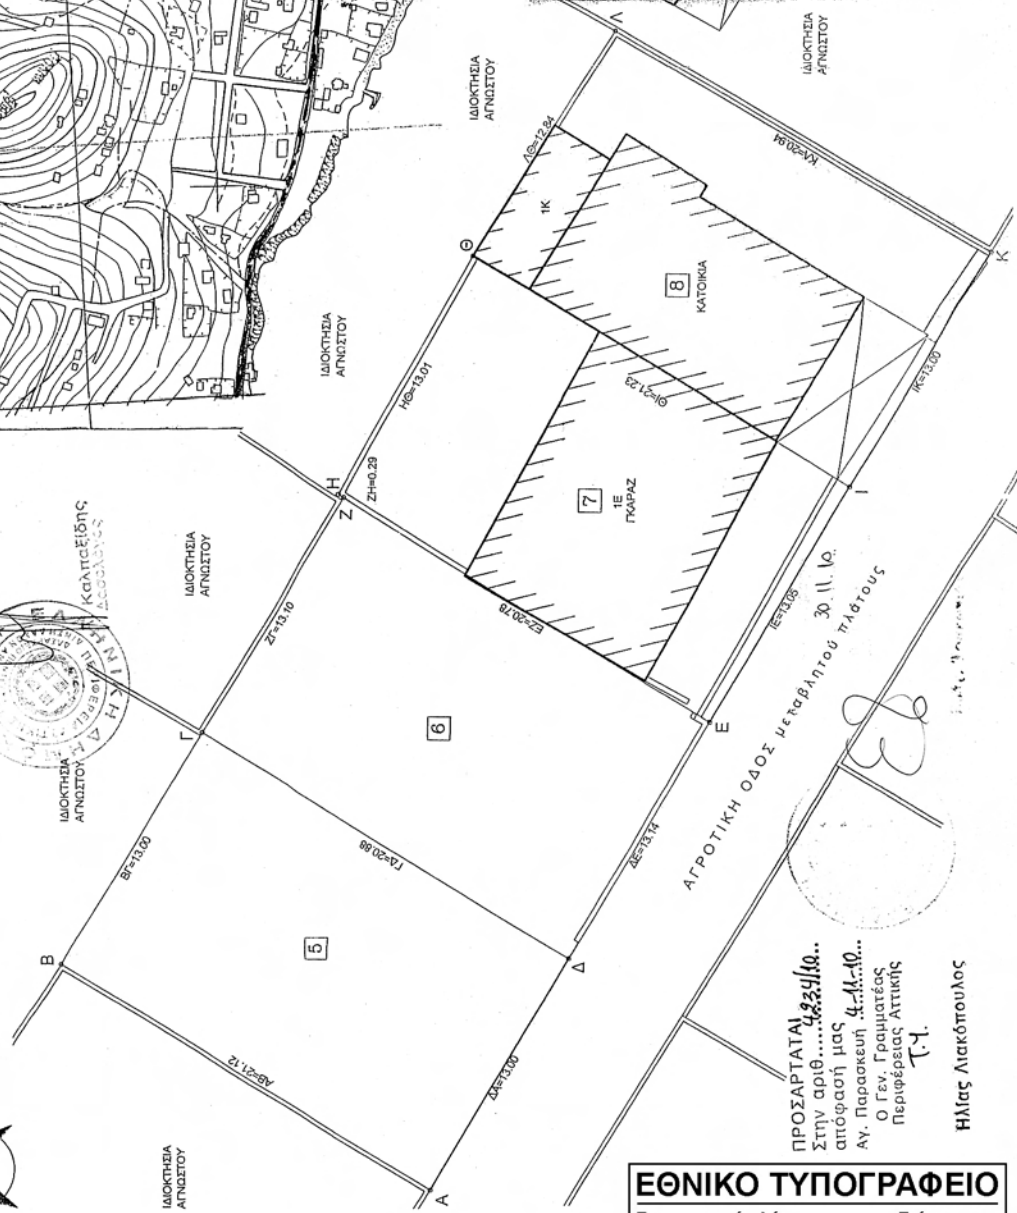 Λ
ΙΔΙΟΚΤΗΣΙΑ
ΑΓΝΩΣΤΟΥ
ΙΔΙΟΚΤΗΣΙΑ
ΑΓΝΩΣΤΟΥ
ΛΘ=12.84
ΚΛ=20.94
1Κ
Θ
8
ΚΑΤΟΙΚΙΑ
Κ
ΙΔΙΟΚΤΗΣΙΑ
ΑΓΝΩΣΤΟΥ
ΗΘ=13.01
ΘΙ=21.23
ΙΚ=13.00
Η
Ζ
ΖΗ=0.29
7
1Ε
ΓΚΑΡΑΖ
Ι
Καλπαξίδης
ΙΔΙΟΚΤΗΣΙΑ
ΑΓΝΩΣΤΟΥ
ΖΓ=13.10
ΕΖ=20.78
ΙΕ=13.05
30.11.10.
Γ
6
Ε
ΙΔΙΟΚΤΗΣΙΑ
ΑΓΝΩΣΤΟΥ
ΒΓ=13.00
ΓΔ=20.88
ΔΕ=13.14
ΑΓΡΟΤΙΚΗ ΟΔΟΣ μεταβλητού πλάτους
Β
5
Δ
ΑΒ=21.12
ΔΑ=13.00
ΙΔΙΟΚΤΗΣΙΑ
ΑΓΝΩΣΤΟΥ
Α
ΠΡΟΣΑΡΤΑΤΑΙ
Στην αριθ......4234/10..
απόφασή μας
Αγ. Παρασκευή ..4-11-10...
Ο Γεν. Γραμματέας
Περιφέρειας Αττικής
Τ.Υ.
Ηλίας Λιακόπουλος
ΕΘΝΙΚΟ ΤΥΠΟΓΡΑΦΕΙΟ